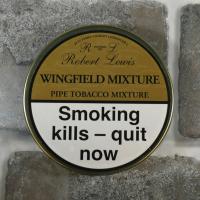 R L
Robert Lewis
WINGFIELD MIXTURE
PIPE TOBACCO MIXTURE
Smoking
kills – quit
now